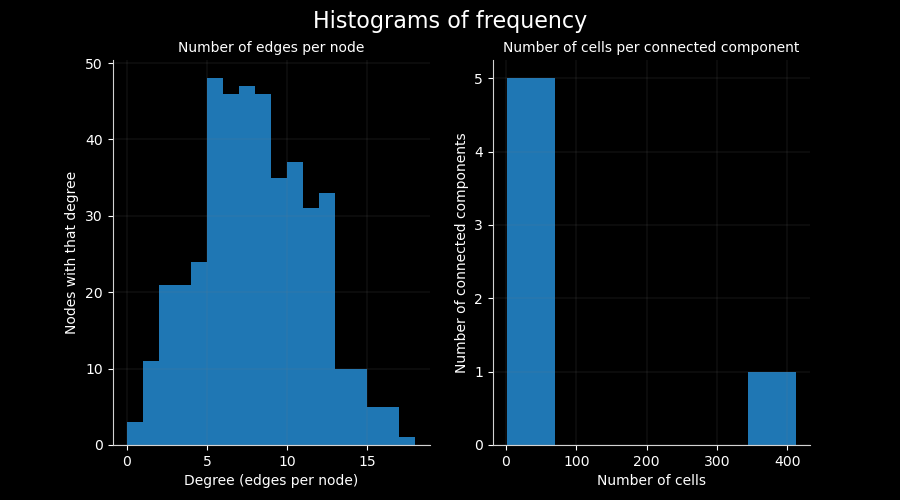 Histograms of frequency
Number of edges per node
50
40
30
20
10
0
Nodes with that degree
0 5 10 15
Degree (edges per node)
Number of cells per connected component
5
4
3
2
1
0
Number of connected components
0 100 200 300 400
Number of cells